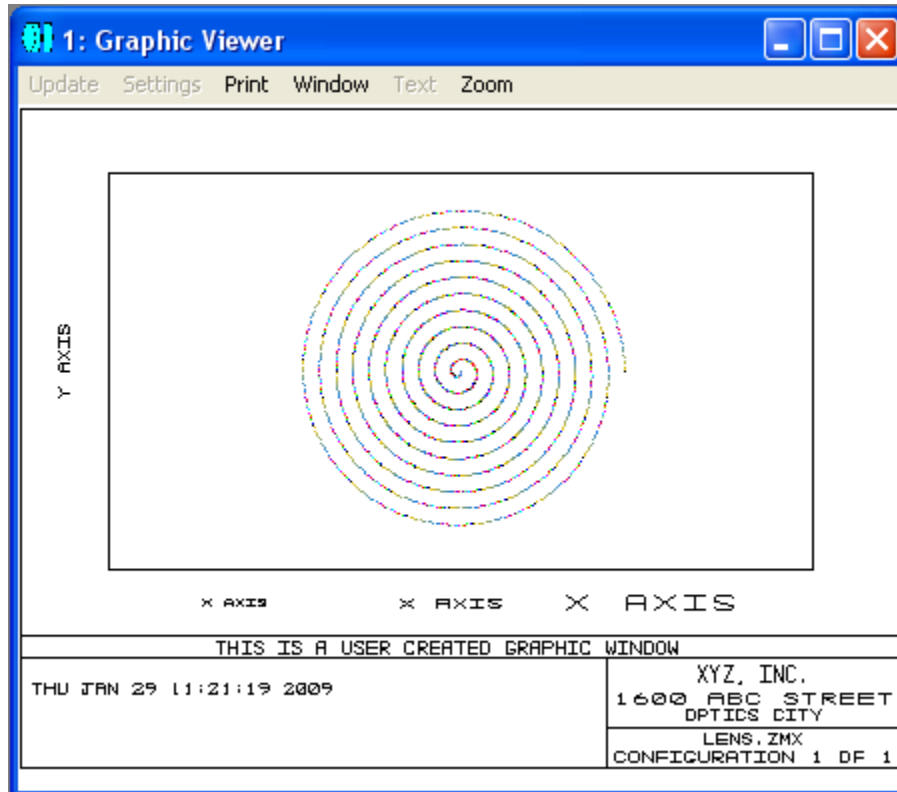 1: Graphic Viewer
Update Settings Print Window Text Zoom
Y AXIS
X AXIS X AXIS X AXIS
THIS IS A USER CREATED GRAPHIC WINDOW
THU JAN 29 11:21:19 2009
XYZ, INC.
1600 ABC STREET
OPTICS CITY
LENS.ZMX
CONFIGURATION 1 OF 1